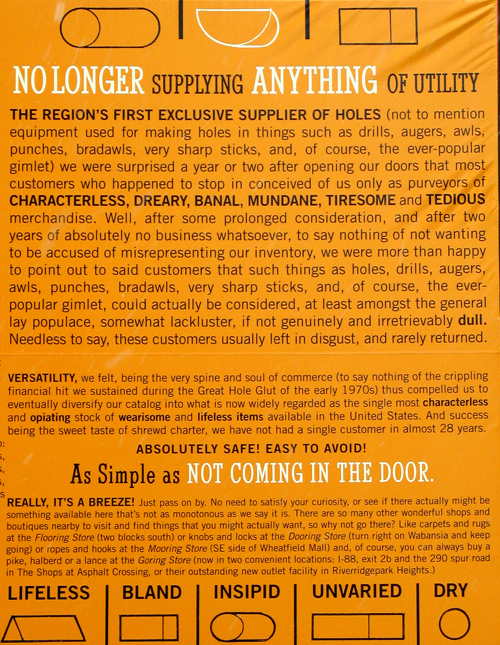 NO LONGER SUPPLYING ANYTHING OF UTILITY
THE REGION'S FIRST EXCLUSIVE SUPPLIER OF HOLES (not to mention
equipment used for making holes in things such as drills, augers, awls,
punches, bradawls, very sharp sticks, and, of course, the ever-popular
gimlet) we were surprised a year or two after opening our doors that most
customers who happened to stop in conceived of us only as purveyors of
CHARACTERLESS, DREARY, BANAL, MUNDANE, TIRESOME and TEDIOUS
merchandise. Well, after some prolonged consideration, and after two
years of absolutely no business whatsoever, to say nothing of not wanting
to be accused of misrepresenting our inventory, we were more than happy
to point out to said customers that such things as holes, drills, augers,
awls, punches, bradawls, very sharp sticks, and, of course, the ever-
popular gimlet, could actually be considered, at least amongst the general
lay populace, somewhat lackluster, if not genuinely and irretrievably dull.
Needless to say, these customers usually left in disgust, and rarely returned.
VERSATILITY, we felt, being the very spine and soul of commerce (to say nothing of the crippling
financial hit we sustained during the Great Hole Glut of the early 1970s) thus compelled us to
eventually diversify our catalog into what is now widely regarded as the single most characterless
and opiating stock of wearisome and lifeless items available in the United States. And success
being the sweet taste of shrewd charter, we have not had a single customer in almost 28 years.
ABSOLUTELY SAFE! EASY TO AVOID!
As Simple as NOT COMING IN THE DOOR.
REALLY, IT'S A BREEZE! Just pass on by. No need to satisfy your curiosity, or see if there actually might be
something available here that's not as monotonous as we say it is. There are so many other wonderful shops and
boutiques nearby to visit and find things that you might actually want, so why not go there? Like carpets and rugs
at the Flooring Store (two blocks south) or knobs and locks at the Dooring Store (turn right on Wabansia and keep
going) or ropes and hooks at the Mooring Store (SE side of Wheatfield Mall) and, of course, you can always buy a
pike, halberd or a lance at the Goring Store (now in two convenient locations: I-88, exit 2b and the 290 spur road
in The Shops at Asphalt Crossing, or their outstanding new outlet facility in Riverridgepark Heights.)
LIFELESS BLAND INSIPID UNVARIED DRY